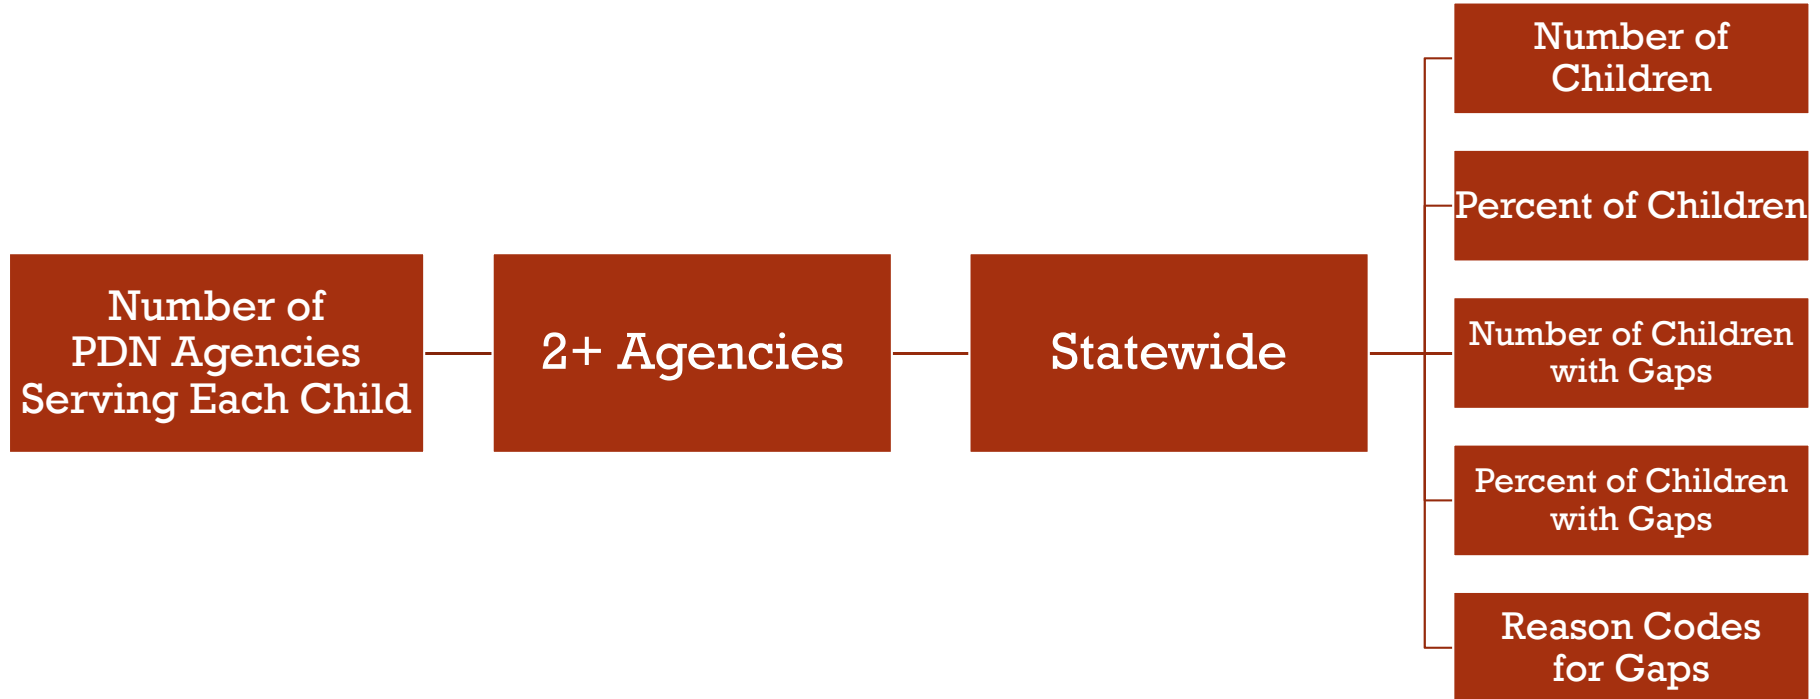 Number of
PDN Agencies
Serving Each Child
2+ Agencies
Statewide
Number of
Children
Percent of Children
Number of Children
with Gaps
Percent of Children
with Gaps
Reason Codes
for Gaps